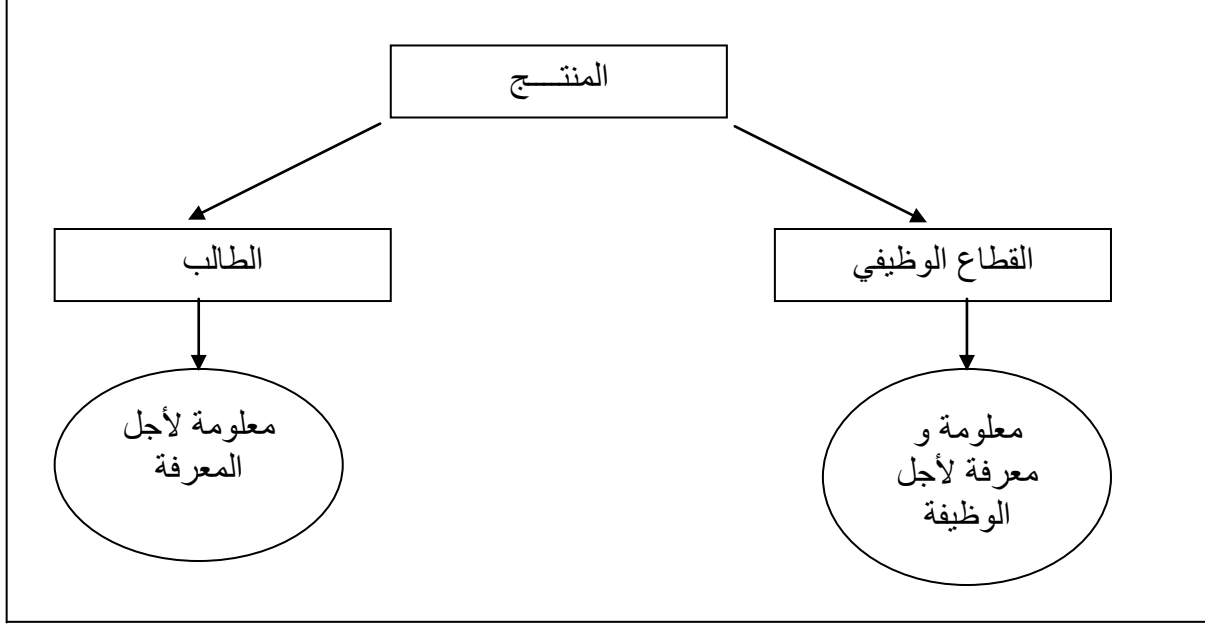 المنتـــج
القطاع الوظيفي
الطالب
معلومة و
معرفة لأجل
الوظيفة
معلومة لأجل
المعرفة